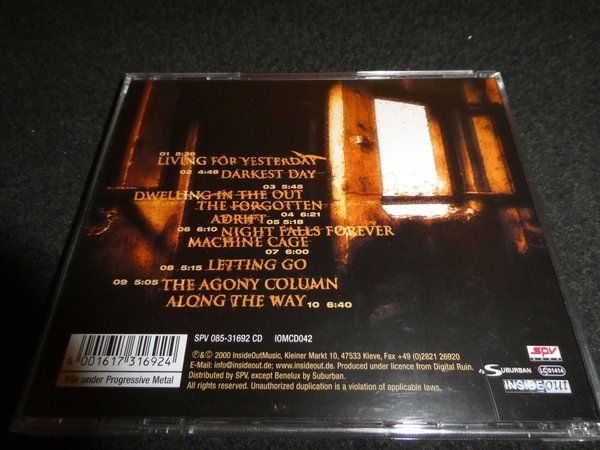 01 5:36
LIVING FOR YESTERDAY
02 4:48 DARKEST DAY
03 5:45
DWELLING IN THE OUT
THE FORGOTTEN
ADRIFT 04 6:21
05 5:18
06 6:10 NIGHT FALLS FOREVER
MACHINE CAGE
07 6:00
08 5:15 LETTING GO
09 5:05 THE AGONY COLUMN
ALONG THE WAY 10 6:40
4 001617 316924
File under Progressive Metal
SPV 085-31692 CD IOMCD042
℗&© 2000 InsideOutMusic, Kleiner Markt 10, 47533 Kleve, Fax +49 (0)2821 26920
E-Mail: info@insideout.de, www.insideout.de. Produced under licence from Digital Ruin.
Distributed by SPV, except Benelux by Suburban.
All rights reserved. Unauthorized duplication is a violation of applicable laws.
SPV
SUBURBAN
LC 01414
INSIDEOUT